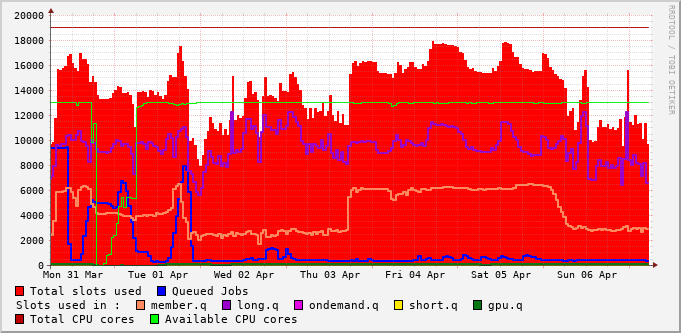 20000
18000
16000
14000
12000
10000
8000
6000
4000
2000
0
Mon 31 Mar Tue 01 Apr Wed 02 Apr Thu 03 Apr Fri 04 Apr Sat 05 Apr Sun 06 Apr
Total slots used Queued Jobs
Slots used in : member.q long.q ondemand.q short.q gpu.q
Total CPU cores Available CPU cores
RRDTOOL / TOBI OETIKER